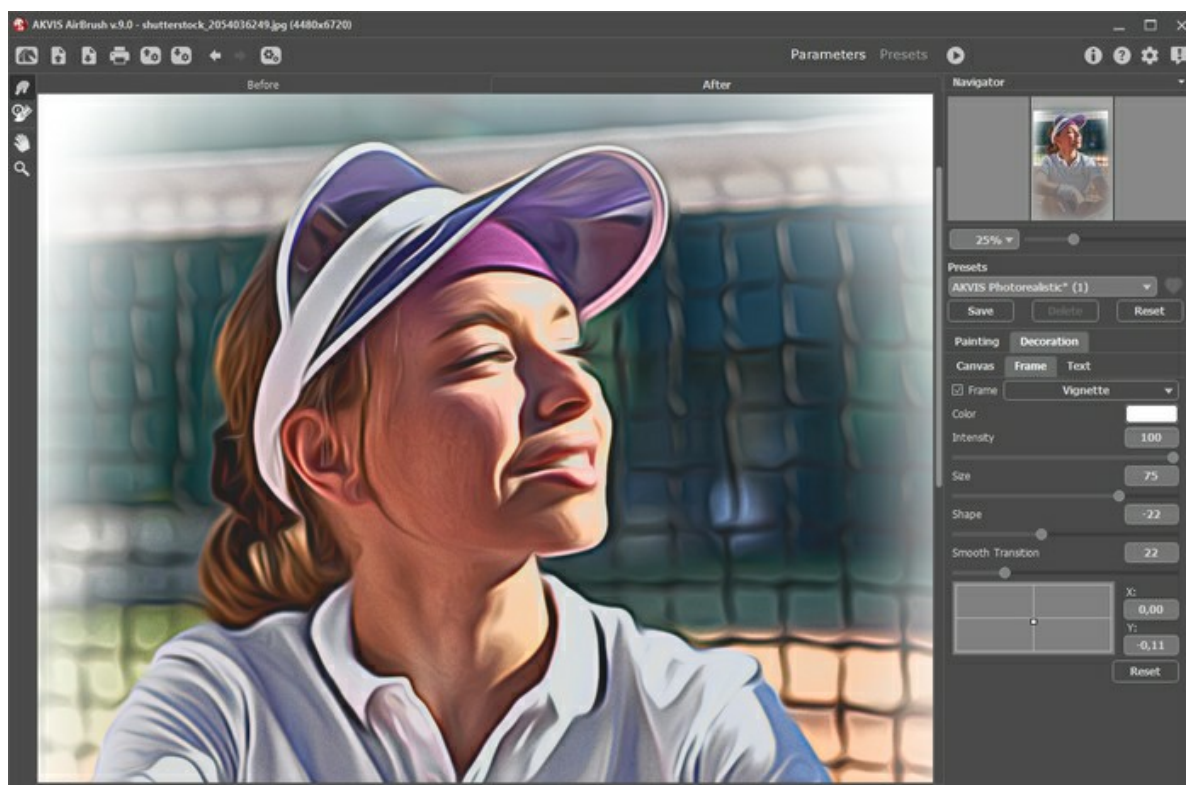 AKVIS AirBrush v.9.0 - shutterstock_2054036249.jpg (4480x6720)
Parameters Presets
Before After
Navigator
25%
Presets
AKVIS Photorealistic* (1)
Save Delete Reset
Painting Decoration
Canvas Frame Text
Frame Vignette
Color
Intensity 100
Size 75
Shape -22
Smooth Transition 22
X:
0,00
Y:
-0,11
Reset